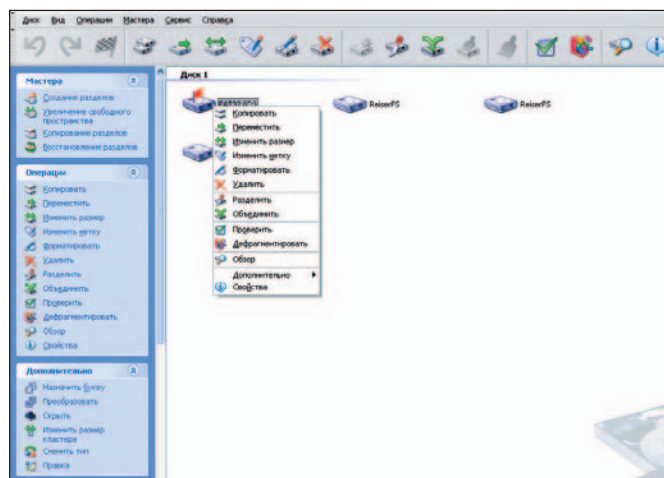 Диск Вид Операции Мастера Сервис Справка
Диск 1
Мастера
Создание разделов
Увеличение свободного
пространства
Копирование разделов
Восстановление разделов
ReiserFS
ReiserFS
Копировать
Переместить
Изменить размер
Изменить метку
Форматировать
Удалить
Разделить
Объединить
Проверить
Дефрагментировать
Обзор
Дополнительно
Свойства
Операции
Копировать
Переместить
Изменить размер
Изменить метку
Форматировать
Удалить
Разделить
Объединить
Проверить
Дефрагментировать
Обзор
Свойства
Дополнительно
Назначить букву
Преобразовать
Скрыть
Изменить размер
кластера
Сменить тип
Правка